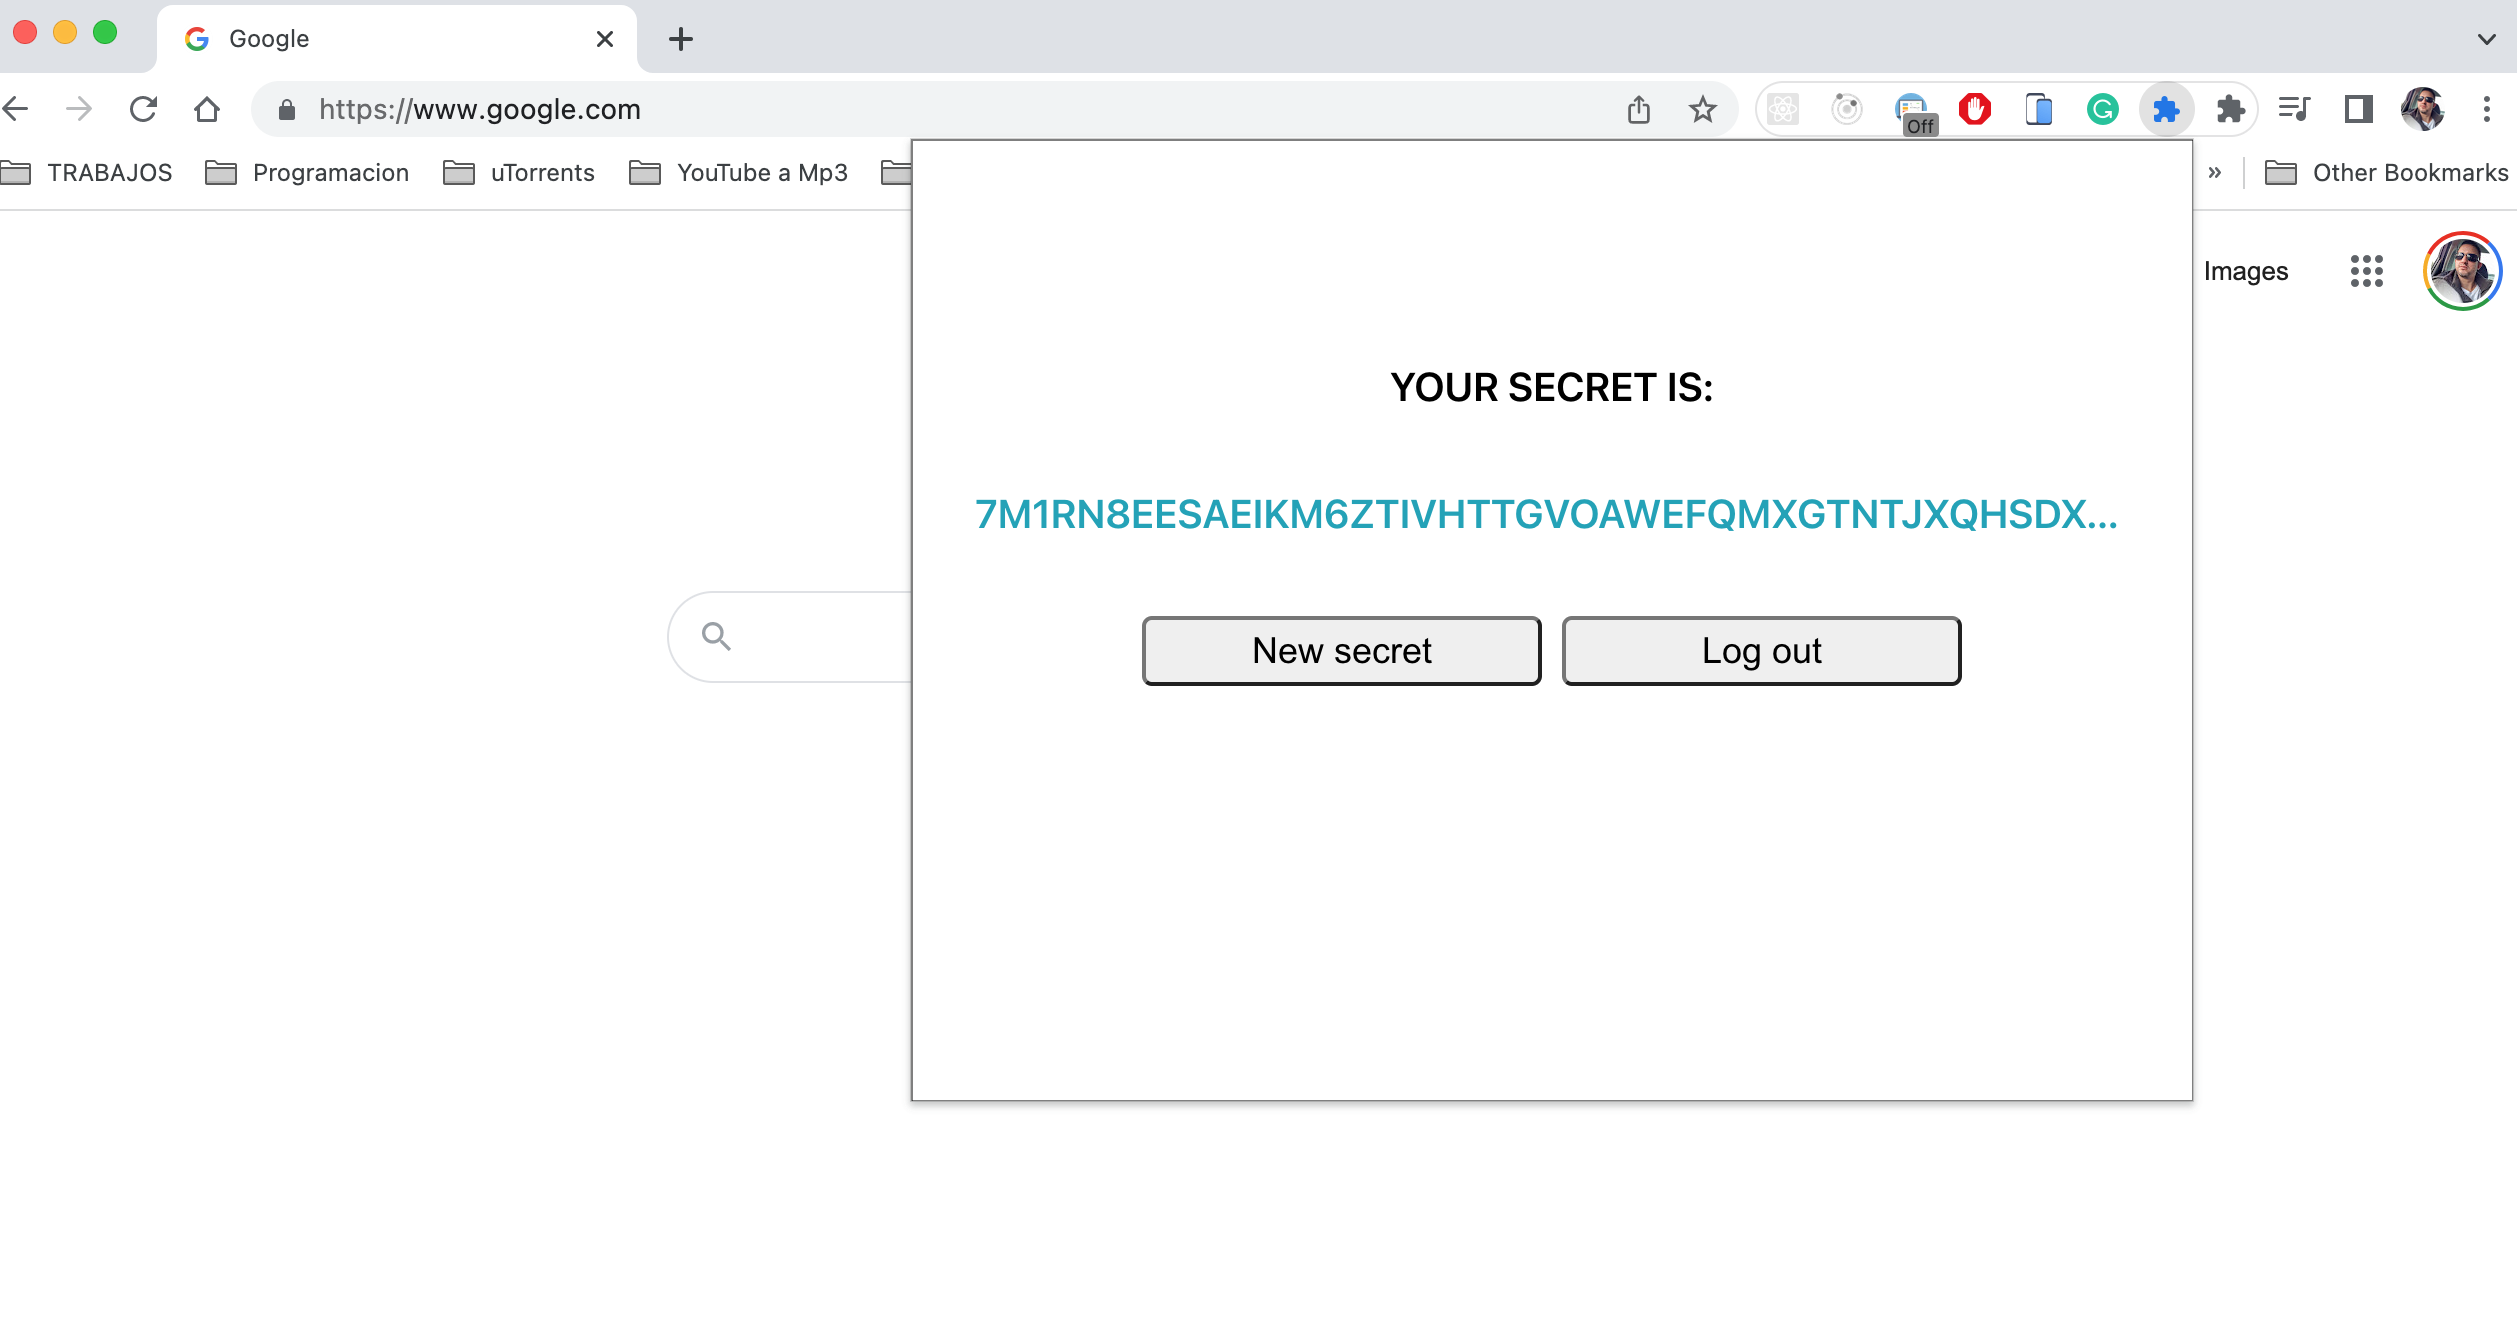 Google
https://www.google.com
Off
TRABAJOS
Programacion
uTorrents
YouTube a Mp3
»
Other Bookmarks
Images
YOUR SECRET IS:
7M1RN8EESAEIKM6ZTIVHTTGVOAWEFQMXGTNTJXQHSDX...
New secret
Log out